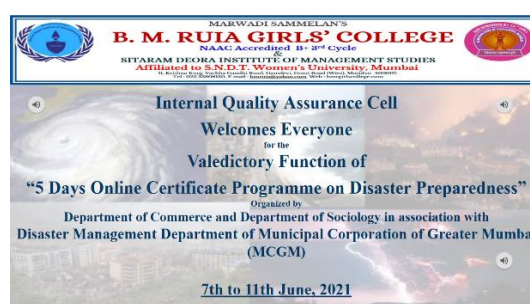 MARWADI SAMMELAN'S
B. M. RUIA GIRLS' COLLEGE
NAAC Accredited B+ 3rd Cycle
&
SITARAM DEORA INSTITUTE OF MANAGEMENT STUDIES
Affiliated to S.N.D.T. Women's University, Mumbai
Internal Quality Assurance Cell
Welcomes Everyone
for the
Valedictory Function of
“5 Days Online Certificate Programme on Disaster Preparedness”
Organized by
Department of Commerce and Department of Sociology in association with
Disaster Management Department of Municipal Corporation of Greater Mumba
(MCGM)
7th to 11th June, 2021